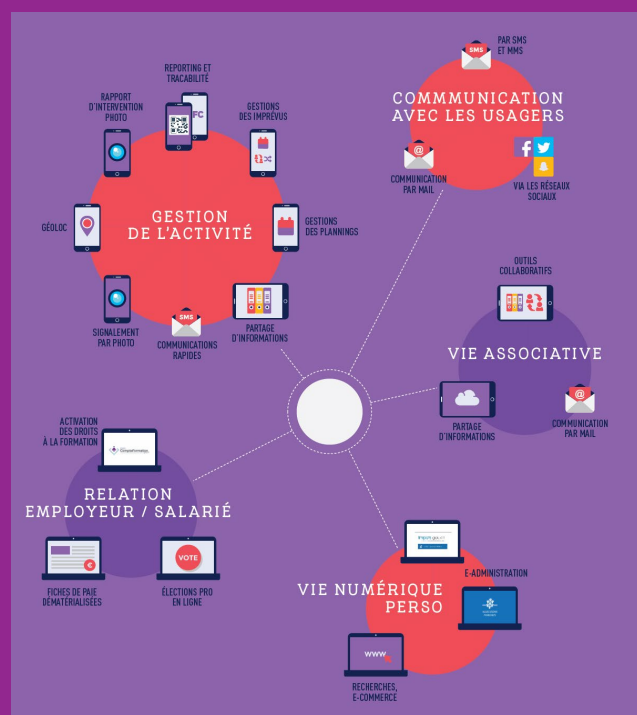 PAR SMS
ET MMS
SMS
COMMMUNICATION
AVEC LES USAGERS
@
COMMUNICATION
PAR MAIL
f
VIA LES RÉSEAUX
SOCIAUX
REPORTING ET
TRACABILITÉ
FC
RAPPORT
D'INTERVENTION
PHOTO
GESTIONS
DES IMPRÉVUS
GESTION
DE L'ACTIVITÉ
GÉOLOC
GESTIONS
DES PLANNINGS
SIGNALEMENT
PAR PHOTO
SMS
COMMUNICATIONS
RAPIDES
PARTAGE
D'INFORMATIONS
OUTILS
COLLABORATIFS
VIE ASSOCIATIVE
PARTAGE
D'INFORMATIONS
@
COMMUNICATION
PAR MAIL
ACTIVATION
DES DROITS
À LA FORMATION
RELATION
EMPLOYEUR / SALARIÉ
€
FICHES DE PAIE
DÉMATÉRIALISÉES
VOTE
ÉLECTIONS PRO
EN LIGNE
E-ADMINISTRATION
VIE NUMÉRIQUE
PERSO
WWW
RECHERCHES,
E-COMMERCE